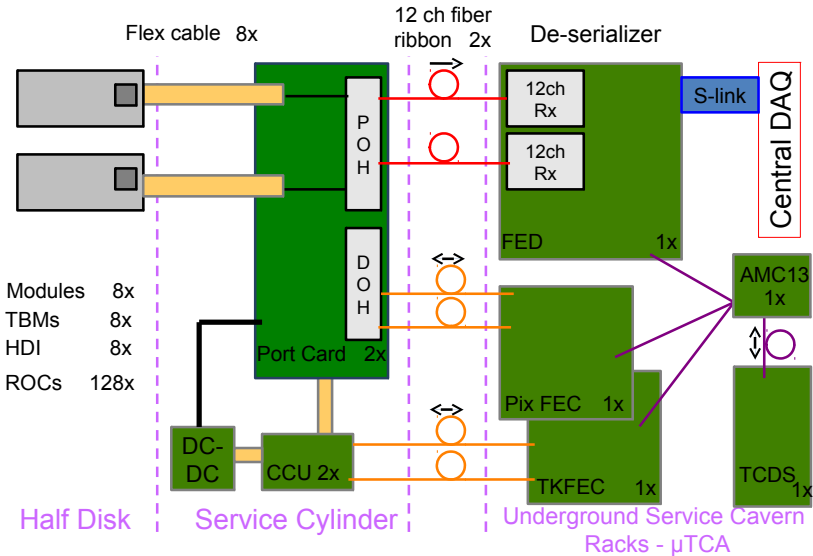 Flex cable 8x
12 ch fiber
ribbon 2x
De-serializer
POH
12ch
Rx
12ch
Rx
S-link
Central DAQ
FED 1x
DOH
Modules 8x
TBMs 8x
HDI 8x
ROCs 128x
Port Card 2x
AMC13
1x
Pix FEC 1x
DC-
DC
CCU 2x
TKFEC 1x
TCDS
1x
Half Disk
Service Cylinder
Underground Service Cavern
Racks - µTCA